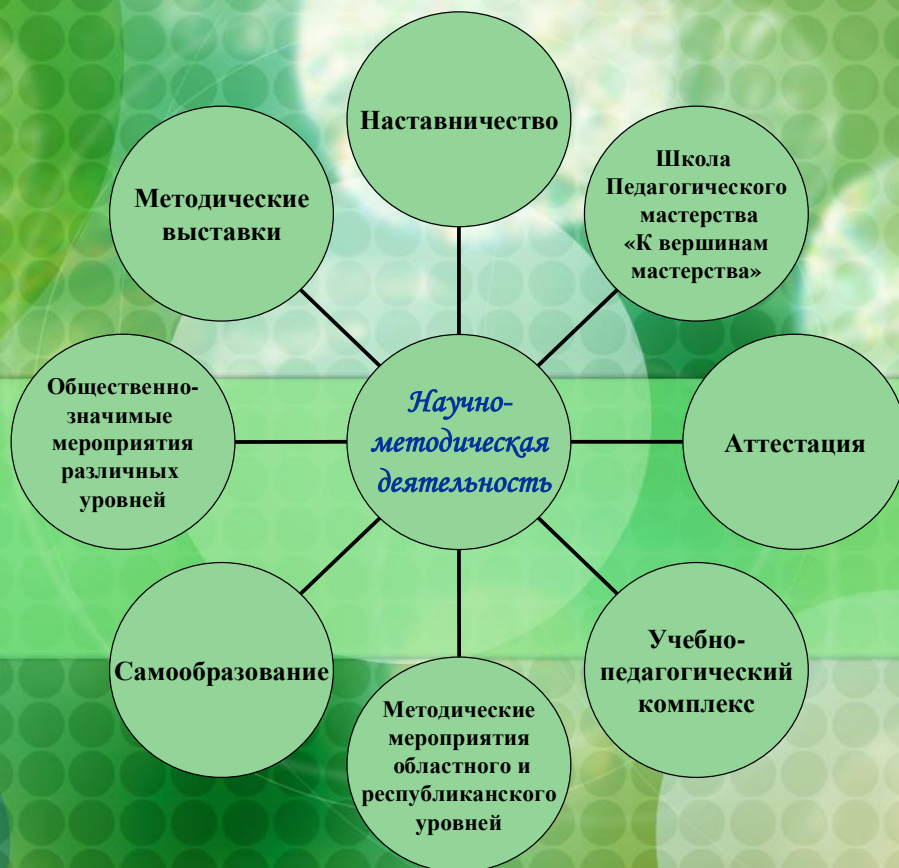 Наставничество
Школа
Педагогического
мастерства
«К вершинам
мастерства»
Методические
выставки
Общественно-
значимые
мероприятия
различных
уровней
Научно-
методическая
деятельность
Аттестация
Самообразование
Учебно-
педагогический
комплекс
Методические
мероприятия
областного и
республиканского
уровней